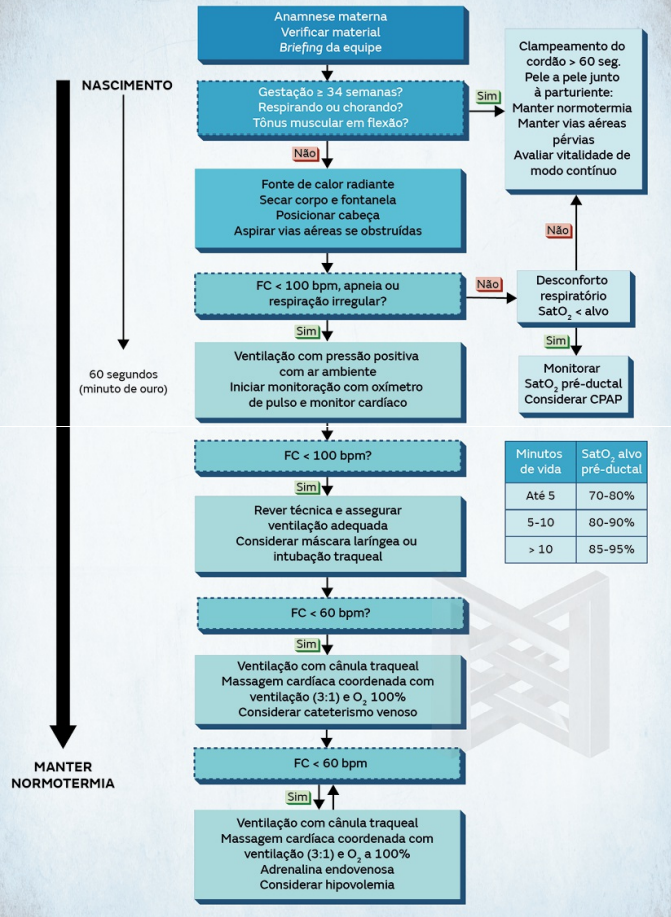 Anamnese materna
Verificar material
Briefing da equipe
NASCIMENTO
Gestação ≥ 34 semanas?
Respirando ou chorando?
Tônus muscular em flexão?
Sim
Clampeamento do
cordão > 60 seg.
Pele a pele junto
à parturiente:
Manter normotermia
Manter vias aéreas
pérvias
Avaliar vitalidade de
modo contínuo
Não
Fonte de calor radiante
Secar corpo e fontanela
Posicionar cabeça
Aspirar vias aéreas se obstruídas
Não
FC < 100 bpm, apneia ou
respiração irregular?
Não
Desconforto
respiratório
SatO2 < alvo
Sim
Sim
60 segundos
(minuto de ouro)
Ventilação com pressão positiva
com ar ambiente
Iniciar monitoração com oxímetro
de pulso e monitor cardíaco
Monitorar
SatO2 pré-ductal
Considerar CPAP
FC < 100 bpm?
Sim
Minutos
de vida
SatO2 alvo
pré-ductal
Até 5
70-80%
5-10
80-90%
> 10
85-95%
Rever técnica e assegurar
ventilação adequada
Considerar máscara laríngea ou
intubação traqueal
FC < 60 bpm?
Sim
Ventilação com cânula traqueal
Massagem cardíaca coordenada com
ventilação (3:1) e O2 100%
Considerar cateterismo venoso
FC < 60 bpm
MANTER
NORMOTERMIA
Sim
Ventilação com cânula traqueal
Massagem cardíaca coordenada com
ventilação (3:1) e O2 a 100%
Adrenalina endovenosa
Considerar hipovolemia